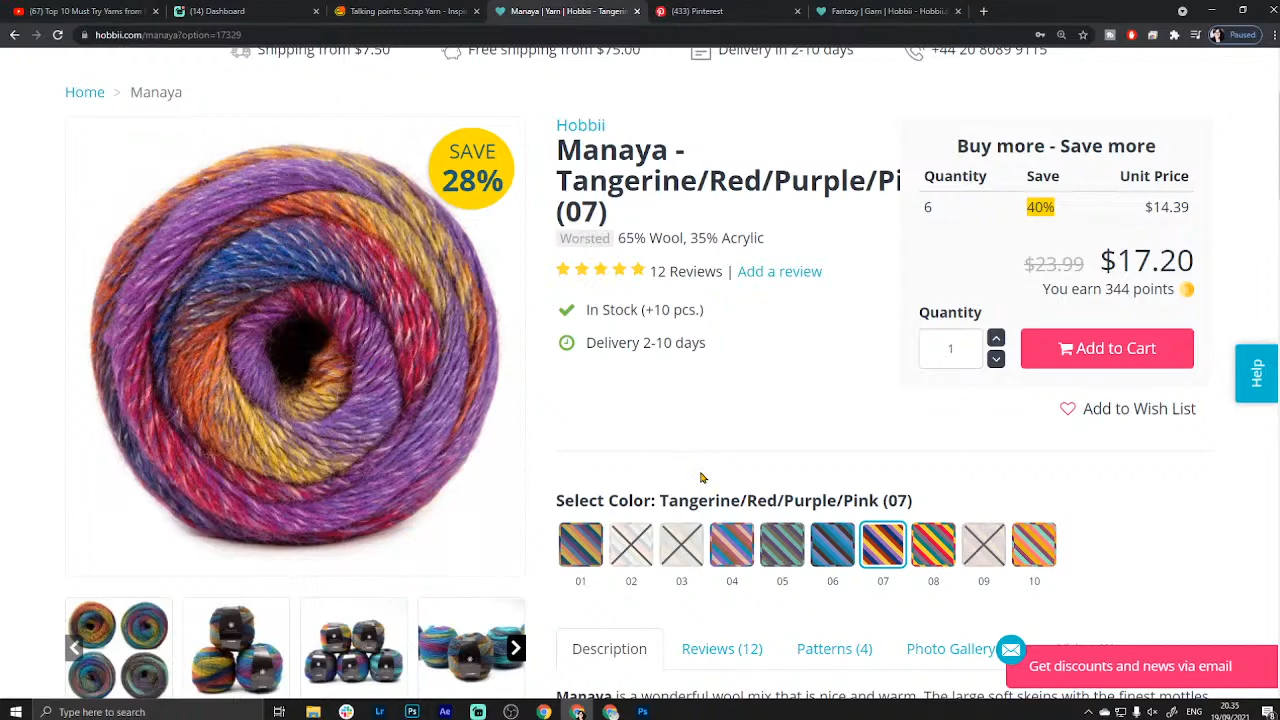 (67) Top 10 Must Try Yarns from
(14) Dashboard
Talking points: Scrap Yarn - Inspi
Manaya | Yarn | Hobbii - Tangerin
(433) Pinterest
Fantasy | Garn | Hobbii - Hobbii.c
hobbii.com/manaya?option=17329
Paused
Shipping from $7.50
Free shipping from $75.00
Delivery in 2-10 days
+44 20 8089 9115
Home > Manaya
SAVE
28%
Hobbii
Manaya -
Tangerine/Red/Purple/Pi
(07)
Worsted 65% Wool, 35% Acrylic
12 Reviews | Add a review
In Stock (+10 pcs.)
Delivery 2-10 days
Buy more - Save more
Quantity Save Unit Price
6 40% $14.39
$23.99 $17.20
You earn 344 points
Quantity
1
Add to Cart
Add to Wish List
Help
Select Color: Tangerine/Red/Purple/Pink (07)
01 02 03 04 05 06 07 08 09 10
Description
Reviews (12)
Patterns (4)
Photo Gallery
Get discounts and news via email
Manaya is a wonderful wool mix that is nice and warm. The large soft skeins with the finest mottles
Type here to search
Lr
Ps
Ae
Ps
ENG
20.35
19/09/2021